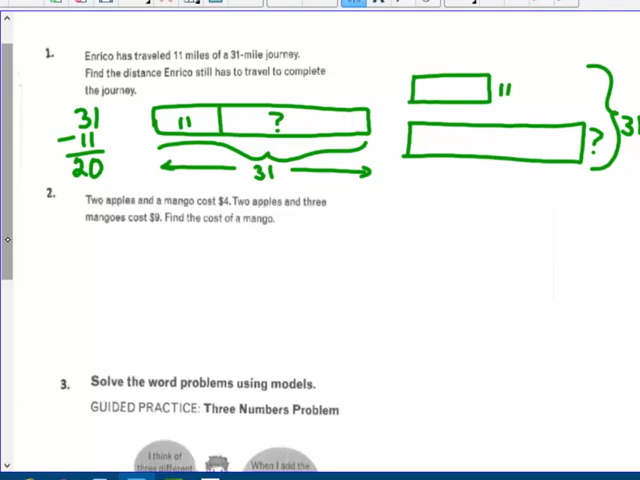 1.
Enrico has traveled 11 miles of a 31-mile journey.
Find the distance Enrico still has to travel to complete
the journey.
31
-11
20
11 ?
31
11
?
31
2.
Two apples and a mango cost $4. Two apples and three
mangoes cost $9. Find the cost of a mango.
3. Solve the word problems using models.
GUIDED PRACTICE: Three Numbers Problem
I think of
three different
When I add the